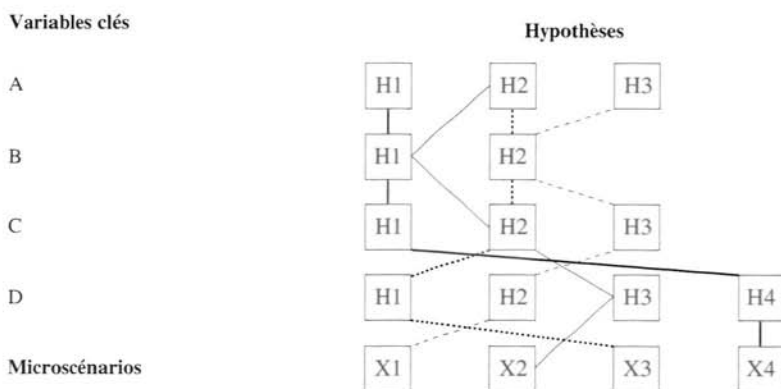 Variables clés
Hypothèses
A H1 H2 H3
B H1 H2
C H1 H2 H3
D H1 H2 H3 H4
Microscénarios X1 X2 X3 X4